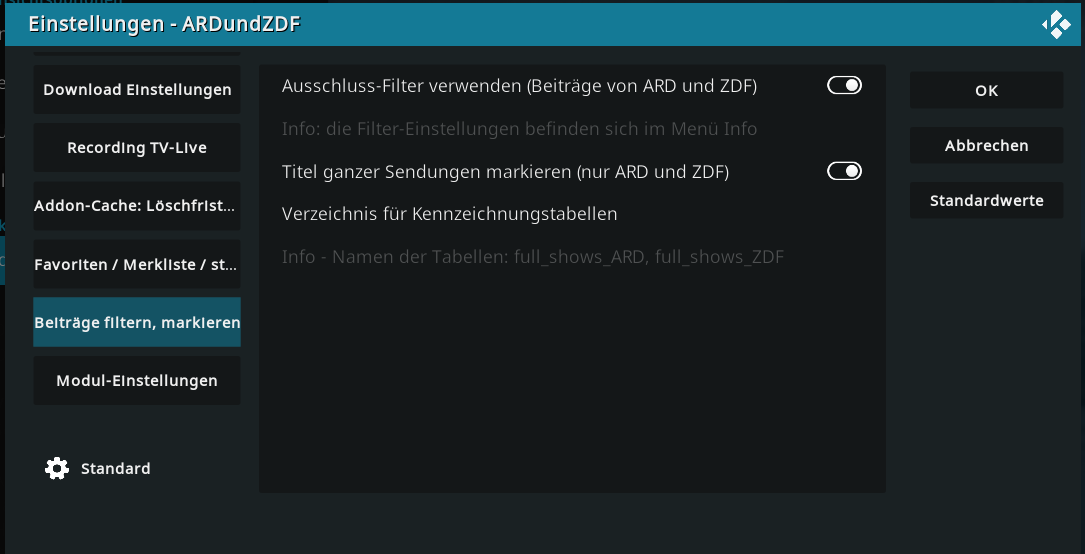 Einstellungen - ARDundZDF
Download Einstellungen
Recording TV-Live
Addon-Cache: Löschfrist...
Favoriten / Merkliste / st...
Beiträge filtern, markieren
Modul-Einstellungen
Standard
Ausschluss-Filter verwenden (Beiträge von ARD und ZDF)
Info: die Filter-Einstellungen befinden sich im Menü Info
Titel ganzer Sendungen markieren (nur ARD und ZDF)
Verzeichnis für Kennzeichnungstabellen
Info - Namen der Tabellen: full_shows_ARD, full_shows_ZDF
OK
Abbrechen
Standardwerte